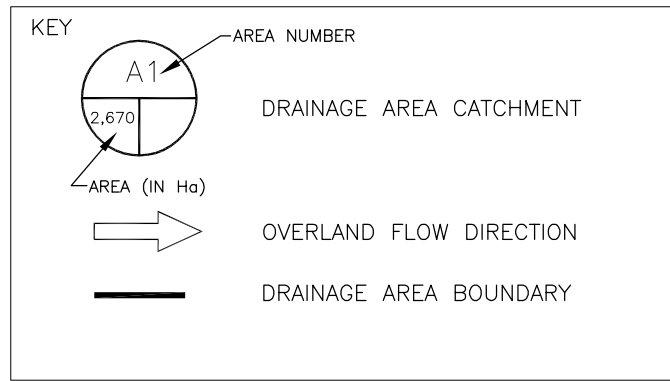 KEY
AREA NUMBER
A1
2,670
DRAINAGE AREA CATCHMENT
AREA (IN Ha)
OVERLAND FLOW DIRECTION
DRAINAGE AREA BOUNDARY